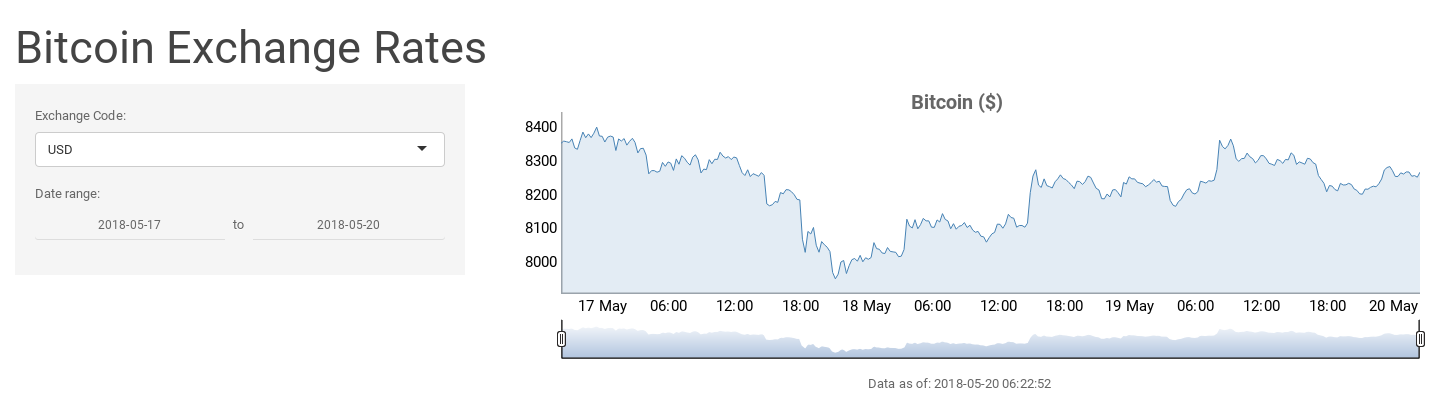 Bitcoin Exchange Rates
Exchange Code:
USD
Date range:
2018-05-17 to 2018-05-20
Bitcoin ($)
8400
8300
8200
8100
8000
17 May 06:00 12:00 18:00 18 May 06:00 12:00 18:00 19 May 06:00 12:00 18:00 20 May
Data as of: 2018-05-20 06:22:52